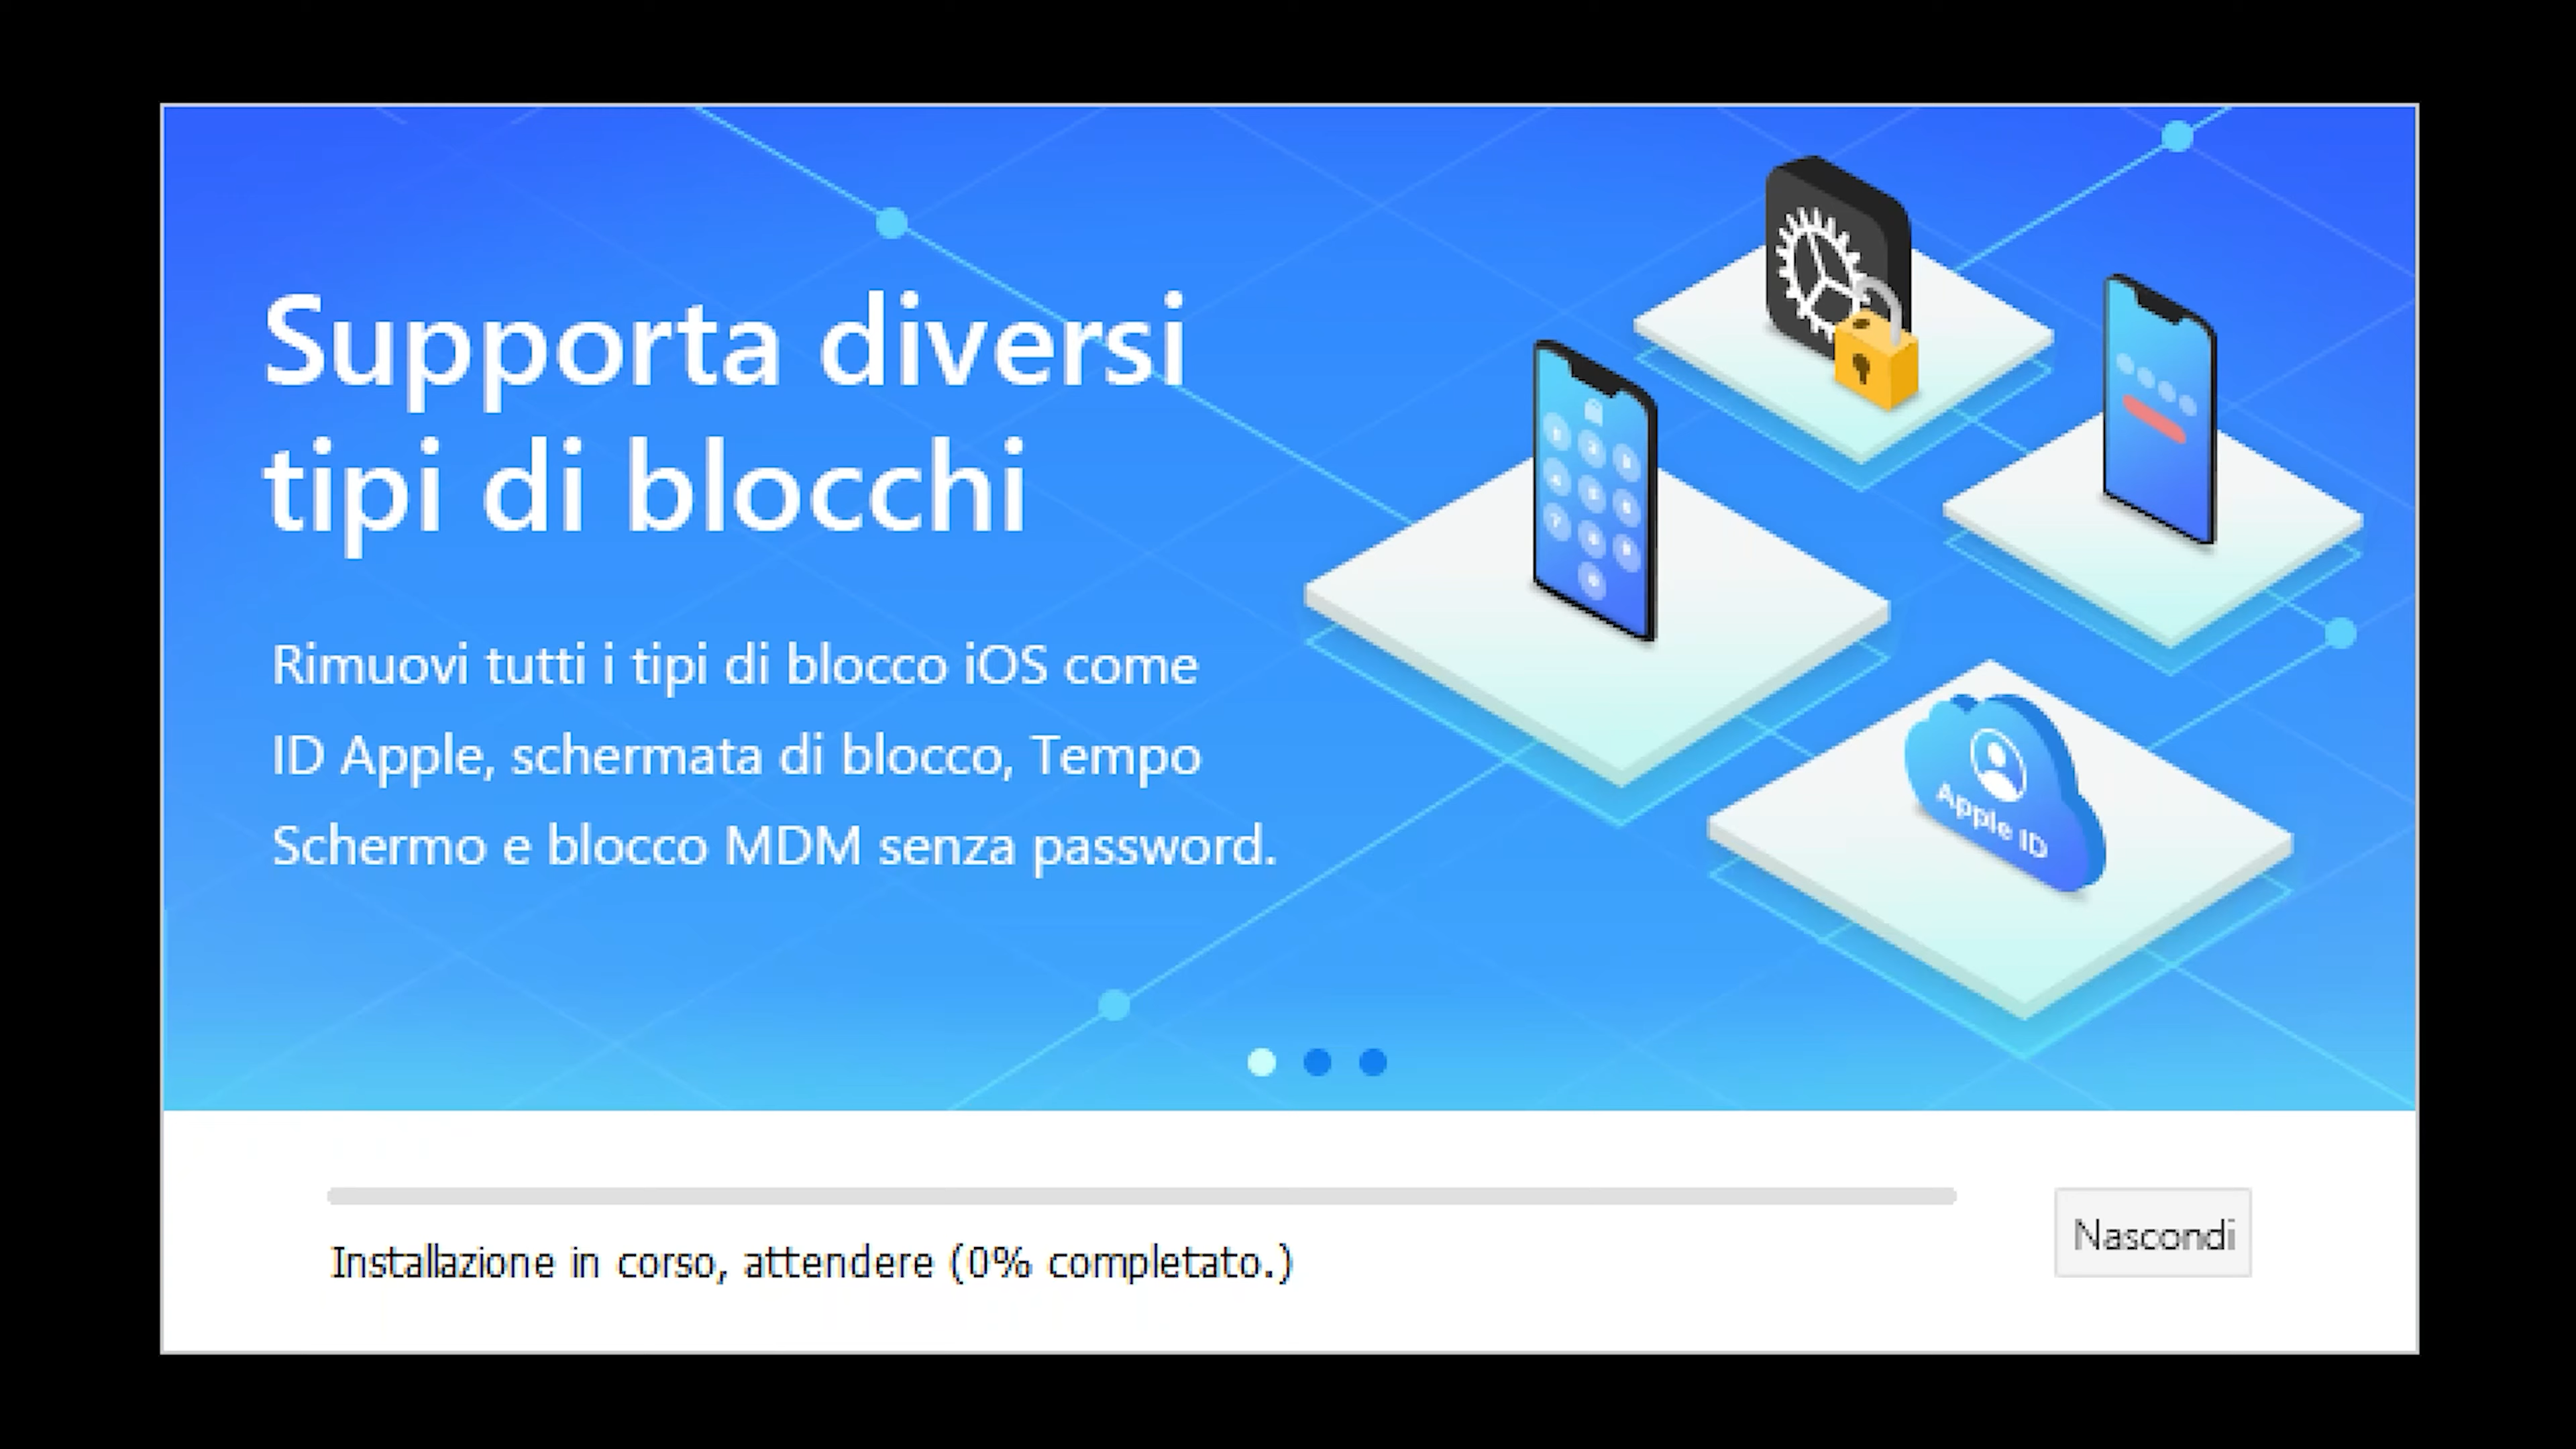 Supporta diversi
tipi di blocchi
Rimuovi tutti i tipi di blocco iOS come
ID Apple, schermata di blocco, Tempo
Schermo e blocco MDM senza password.
Apple ID
Installazione in corso, attendere (0% completato.)
Nascondi